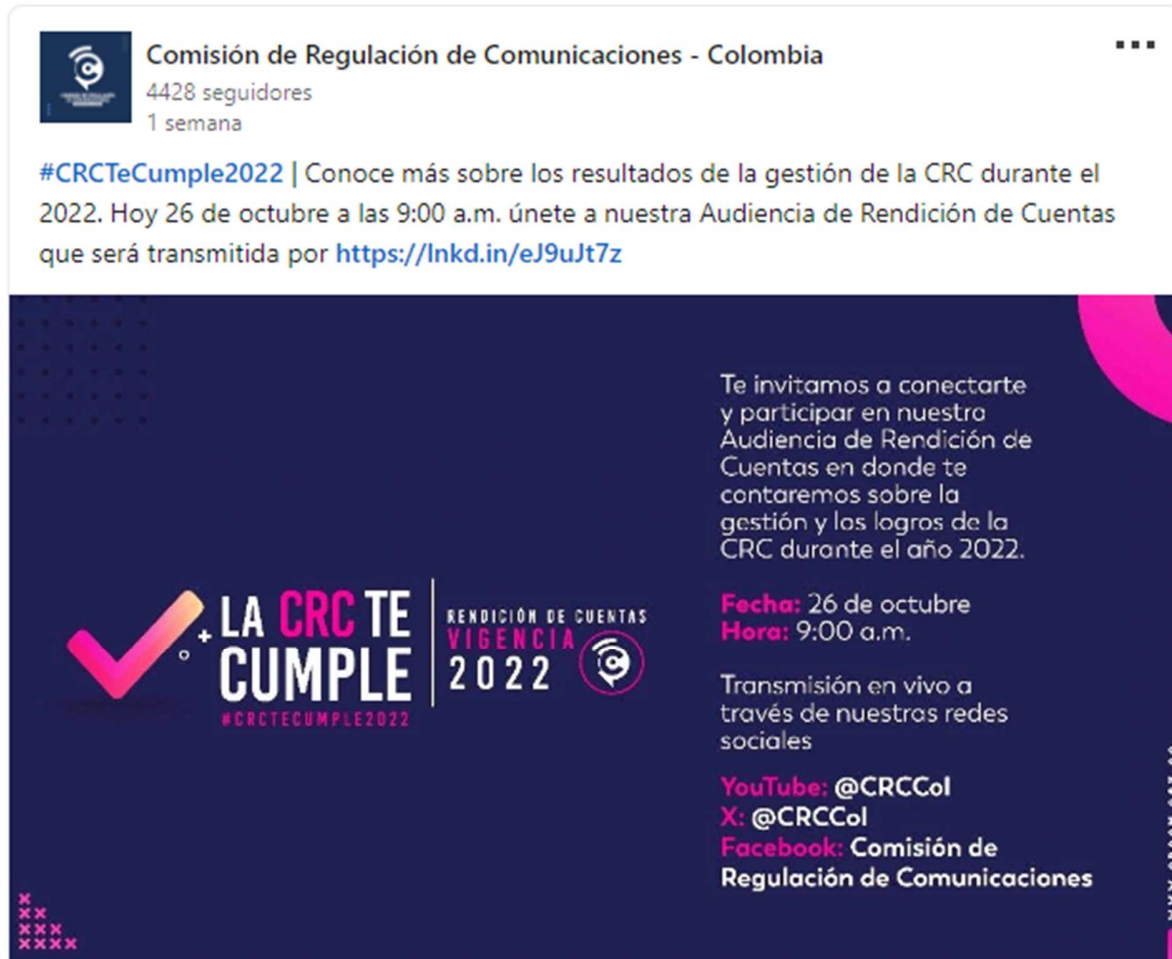 Comisión de Regulación de Comunicaciones - Colombia
4428 seguidores
1 semana
#CRCTeCumple2022 | Conoce más sobre los resultados de la gestión de la CRC durante el
2022. Hoy 26 de octubre a las 9:00 a.m. únete a nuestra Audiencia de Rendición de Cuentas
que será transmitida por https://lnkd.in/eJ9uJt7z
LA CRC TE
CUMPLE
#CRCTECUMPLE2022
RENDICIÓN DE CUENTAS
VIGENCIA
2022
Te invitamos a conectarte
y participar en nuestra
Audiencia de Rendición de
Cuentas en donde te
contaremos sobre la
gestión y los logros de la
CRC durante el año 2022.
Fecha: 26 de octubre
Hora: 9:00 a.m.
Transmisión en vivo a
través de nuestras redes
sociales
YouTube: @CRCCol
X: @CRCCol
Facebook: Comisión de
Regulación de Comunicaciones